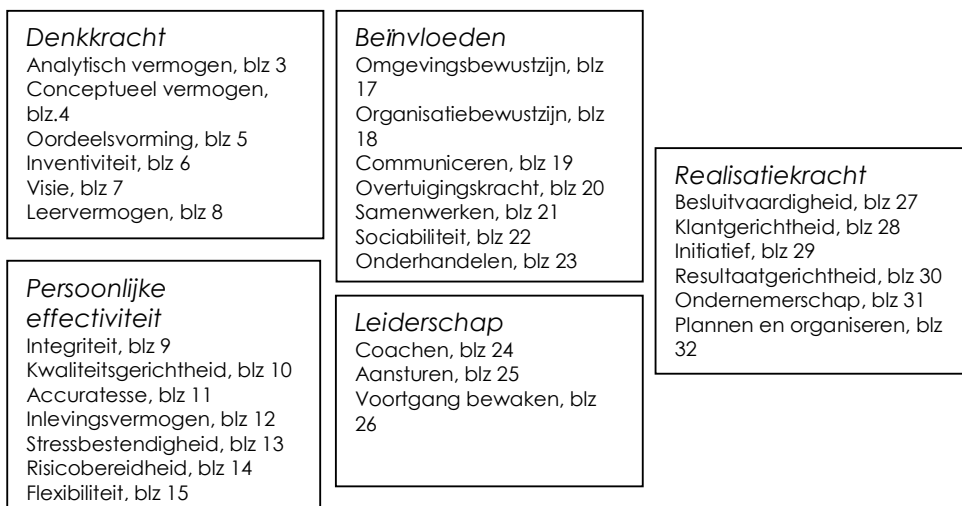 Denkkracht
Analytisch vermogen, blz 3
Conceptueel vermogen,
blz.4
Oordeelsvorming, blz 5
Inventiviteit, blz 6
Visie, blz 7
Leervermogen, blz 8
Persoonlijke
effectiviteit
Integriteit, blz 9
Kwaliteitsgerichtheid, blz 10
Accuratesse, blz 11
Inlevingsvermogen, blz 12
Stressbestendigheid, blz 13
Risicobereidheid, blz 14
Flexibiliteit, blz 15
Beïnvloeden
Omgevingsbewustzijn, blz
17
Organisatiebewustzijn, blz
18
Communiceren, blz 19
Overtuigingskracht, blz 20
Samenwerken, blz 21
Sociabiliteit, blz 22
Onderhandelen, blz 23
Leiderschap
Coachen, blz 24
Aansturen, blz 25
Voortgang bewaken, blz
26
Realisatiekracht
Besluitvaardigheid, blz 27
Klantgerichtheid, blz 28
Initiatief, blz 29
Resultaatgerichtheid, blz 30
Ondernemerschap, blz 31
Plannen en organiseren, blz
32